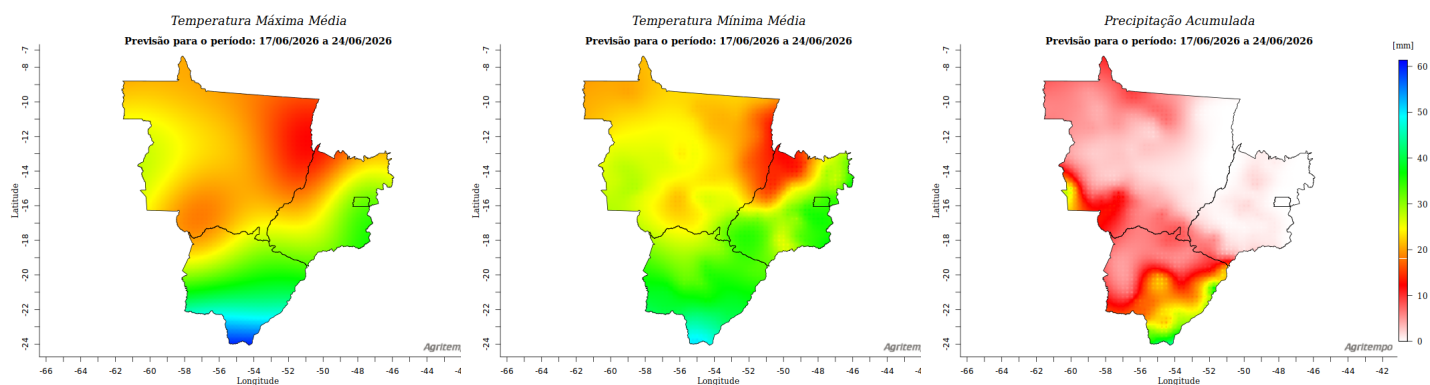 Temperatura Máxima Média
Previsão para o período: 17/06/2026 a 24/06/2026
Latitude
-7
-8
-10
-12
-14
-16
-18
-20
-22
-24
Agritemp
-66 -64 -62 -60 -58 -56 -54 -52 -50 -48 -46 -44 -4
Longitude
Temperatura Mínima Média
Previsão para o período: 17/06/2026 a 24/06/2026
Latitude
-7
-8
-10
-12
-14
-16
-18
-20
-22
-24
Agritemp
-66 -64 -62 -60 -58 -56 -54 -52 -50 -48 -46 -44 -4
Longitude
Precipitação Acumulada
Previsão para o período: 17/06/2026 a 24/06/2026
Latitude
-7
-8
-10
-12
-14
-16
-18
-20
-22
-24
[mm]
60
50
40
30
20
10
0
Agritempo
-66 -64 -62 -60 -58 -56 -54 -52 -50 -48 -46 -44 -42
Longitude